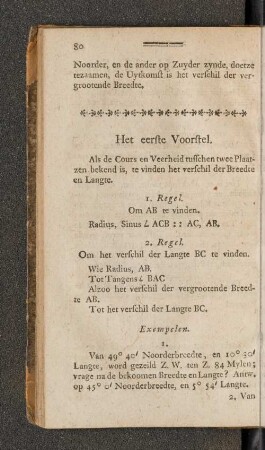 80
Noorder, en de ander op Zuyder zynde, doetze
tezaamen, de Uytkomst is het verschil der ver-
grootende Breedte,
Het eerste Voorstel.
Als de Cours en Veerheid tusschen twee Plaat-
zen bekend is, te vinden het verschil der Breedte
en Langte.
1. Regel.
Om AB te vinden.
Radius, Sinus ∠ ACB :: AC, AB.
2. Regel.
Om het verschil der Langte BC te vinden.
Wie Radius, AB.
Tot Tangens ∠ BAC
Alzoo het verschil der vergrootende Breed-
te AB.
Tot het verschil der Langte BC.
Exempelen.
1.
Van 49° 40′ Noorderbreedte, en 10° 30′
Langte, word gezeild Z. W. ten Z. 84 Mylen;
vrage na de bekoomen Breedte en Langte? Antw.
op 45° 0′ Noorderbreedte, en 5° 54′ Langte.
2. Van